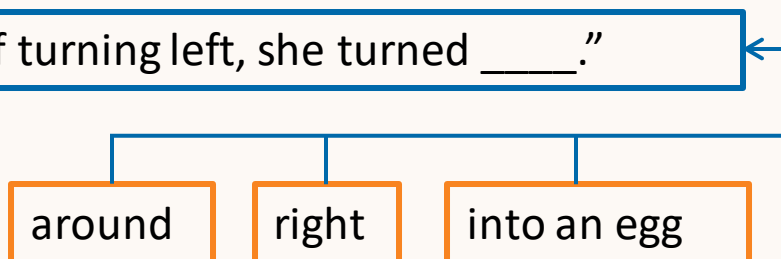 turning left, she turned ____.”
around right into an egg